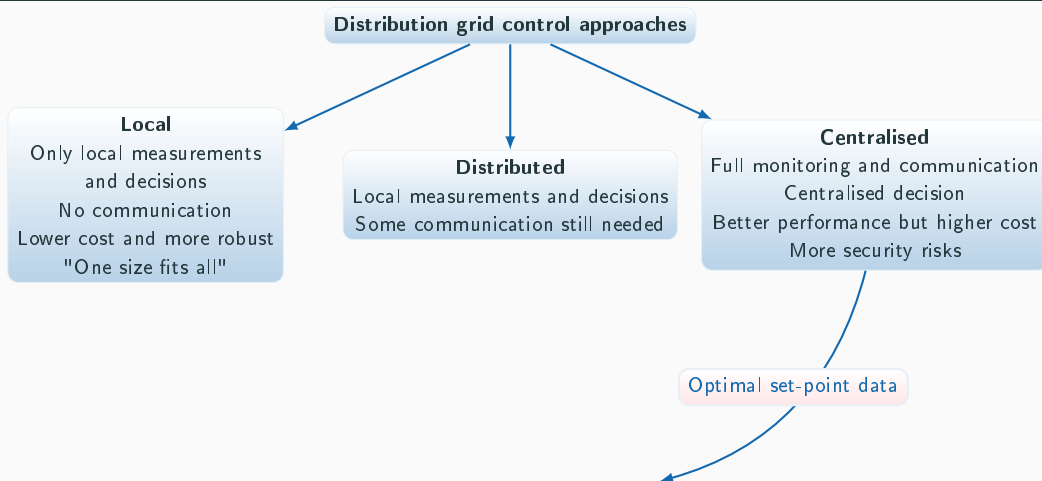 Distribution grid control approaches
Local
Only local measurements
and decisions
No communication
Lower cost and more robust
"One size fits all"
Distributed
Local measurements and decisions
Some communication still needed
Centralised
Full monitoring and communication
Centralised decision
Better performance but higher cost
More security risks
Optimal set-point data